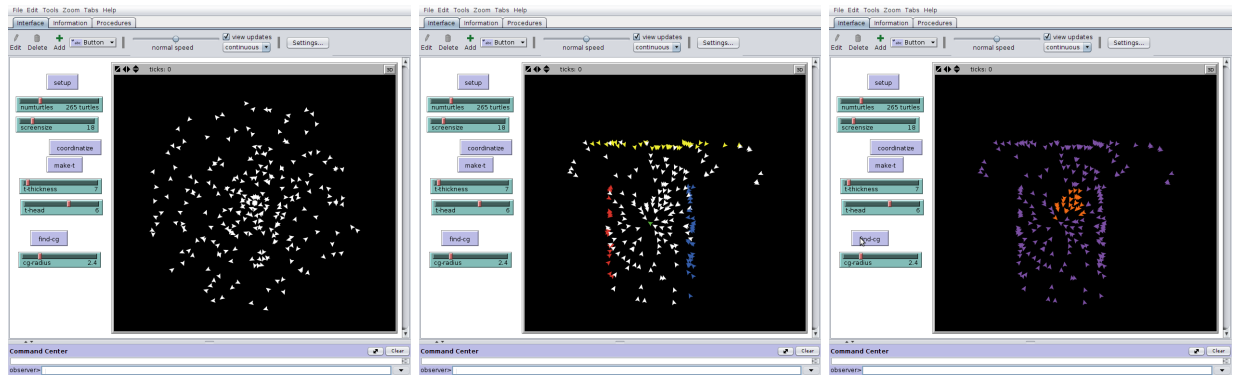 File Edit Tools Zoom Tabs Help
Interface Information Procedures
Edit Delete Add abc Button normal speed view updates continuous Settings...
ticks: 0 3D
setup
numturtles 265 turtles
screensize 18
coordinatize
make-t
t-thickness 7
t-head 6
find-cg
cg-radius 2.4
Command Center Clear
observer>
File Edit Tools Zoom Tabs Help
Interface Information Procedures
Edit Delete Add abc Button normal speed view updates continuous Settings...
ticks: 0 3D
setup
numturtles 265 turtles
screensize 18
coordinatize
make-t
t-thickness 7
t-head 6
find-cg
cg-radius 2.4
Command Center Clear
observer>
File Edit Tools Zoom Tabs Help
Interface Information Procedures
Edit Delete Add abc Button normal speed view updates continuous Settings...
ticks: 0 3D
setup
numturtles 265 turtles
screensize 18
coordinatize
make-t
t-thickness 7
t-head 6
find-cg
cg-radius 2.4
Command Center Clear
observer>